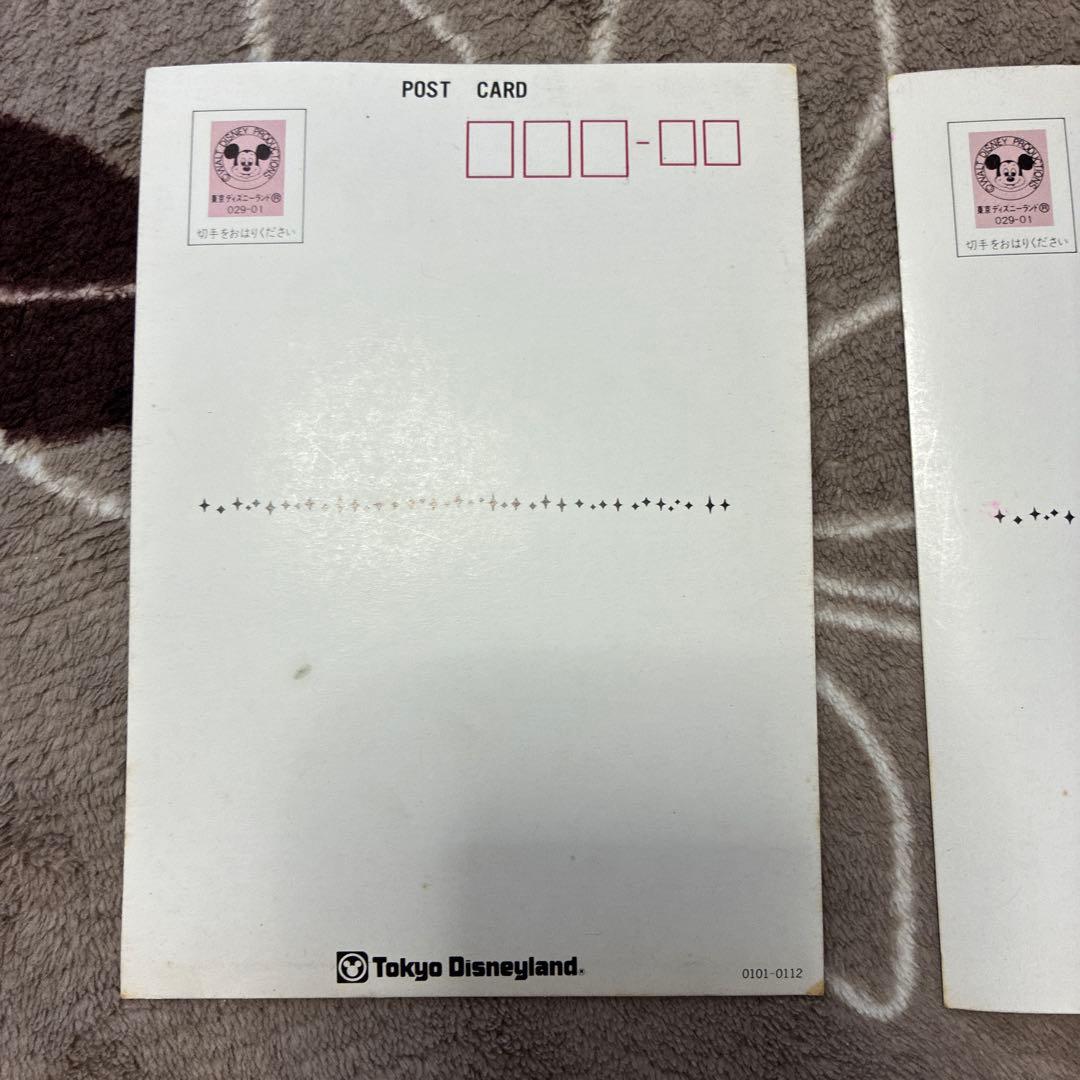 POST CARD
©WALT DISNEY PRODUCTIONS
東京ディズニーランド®
029-01
切手をおはりください
Tokyo Disneyland®
0101-0112
©WALT DISNEY PRODUCTIONS
東京ディズニーランド®
029-01
切手をおはりください